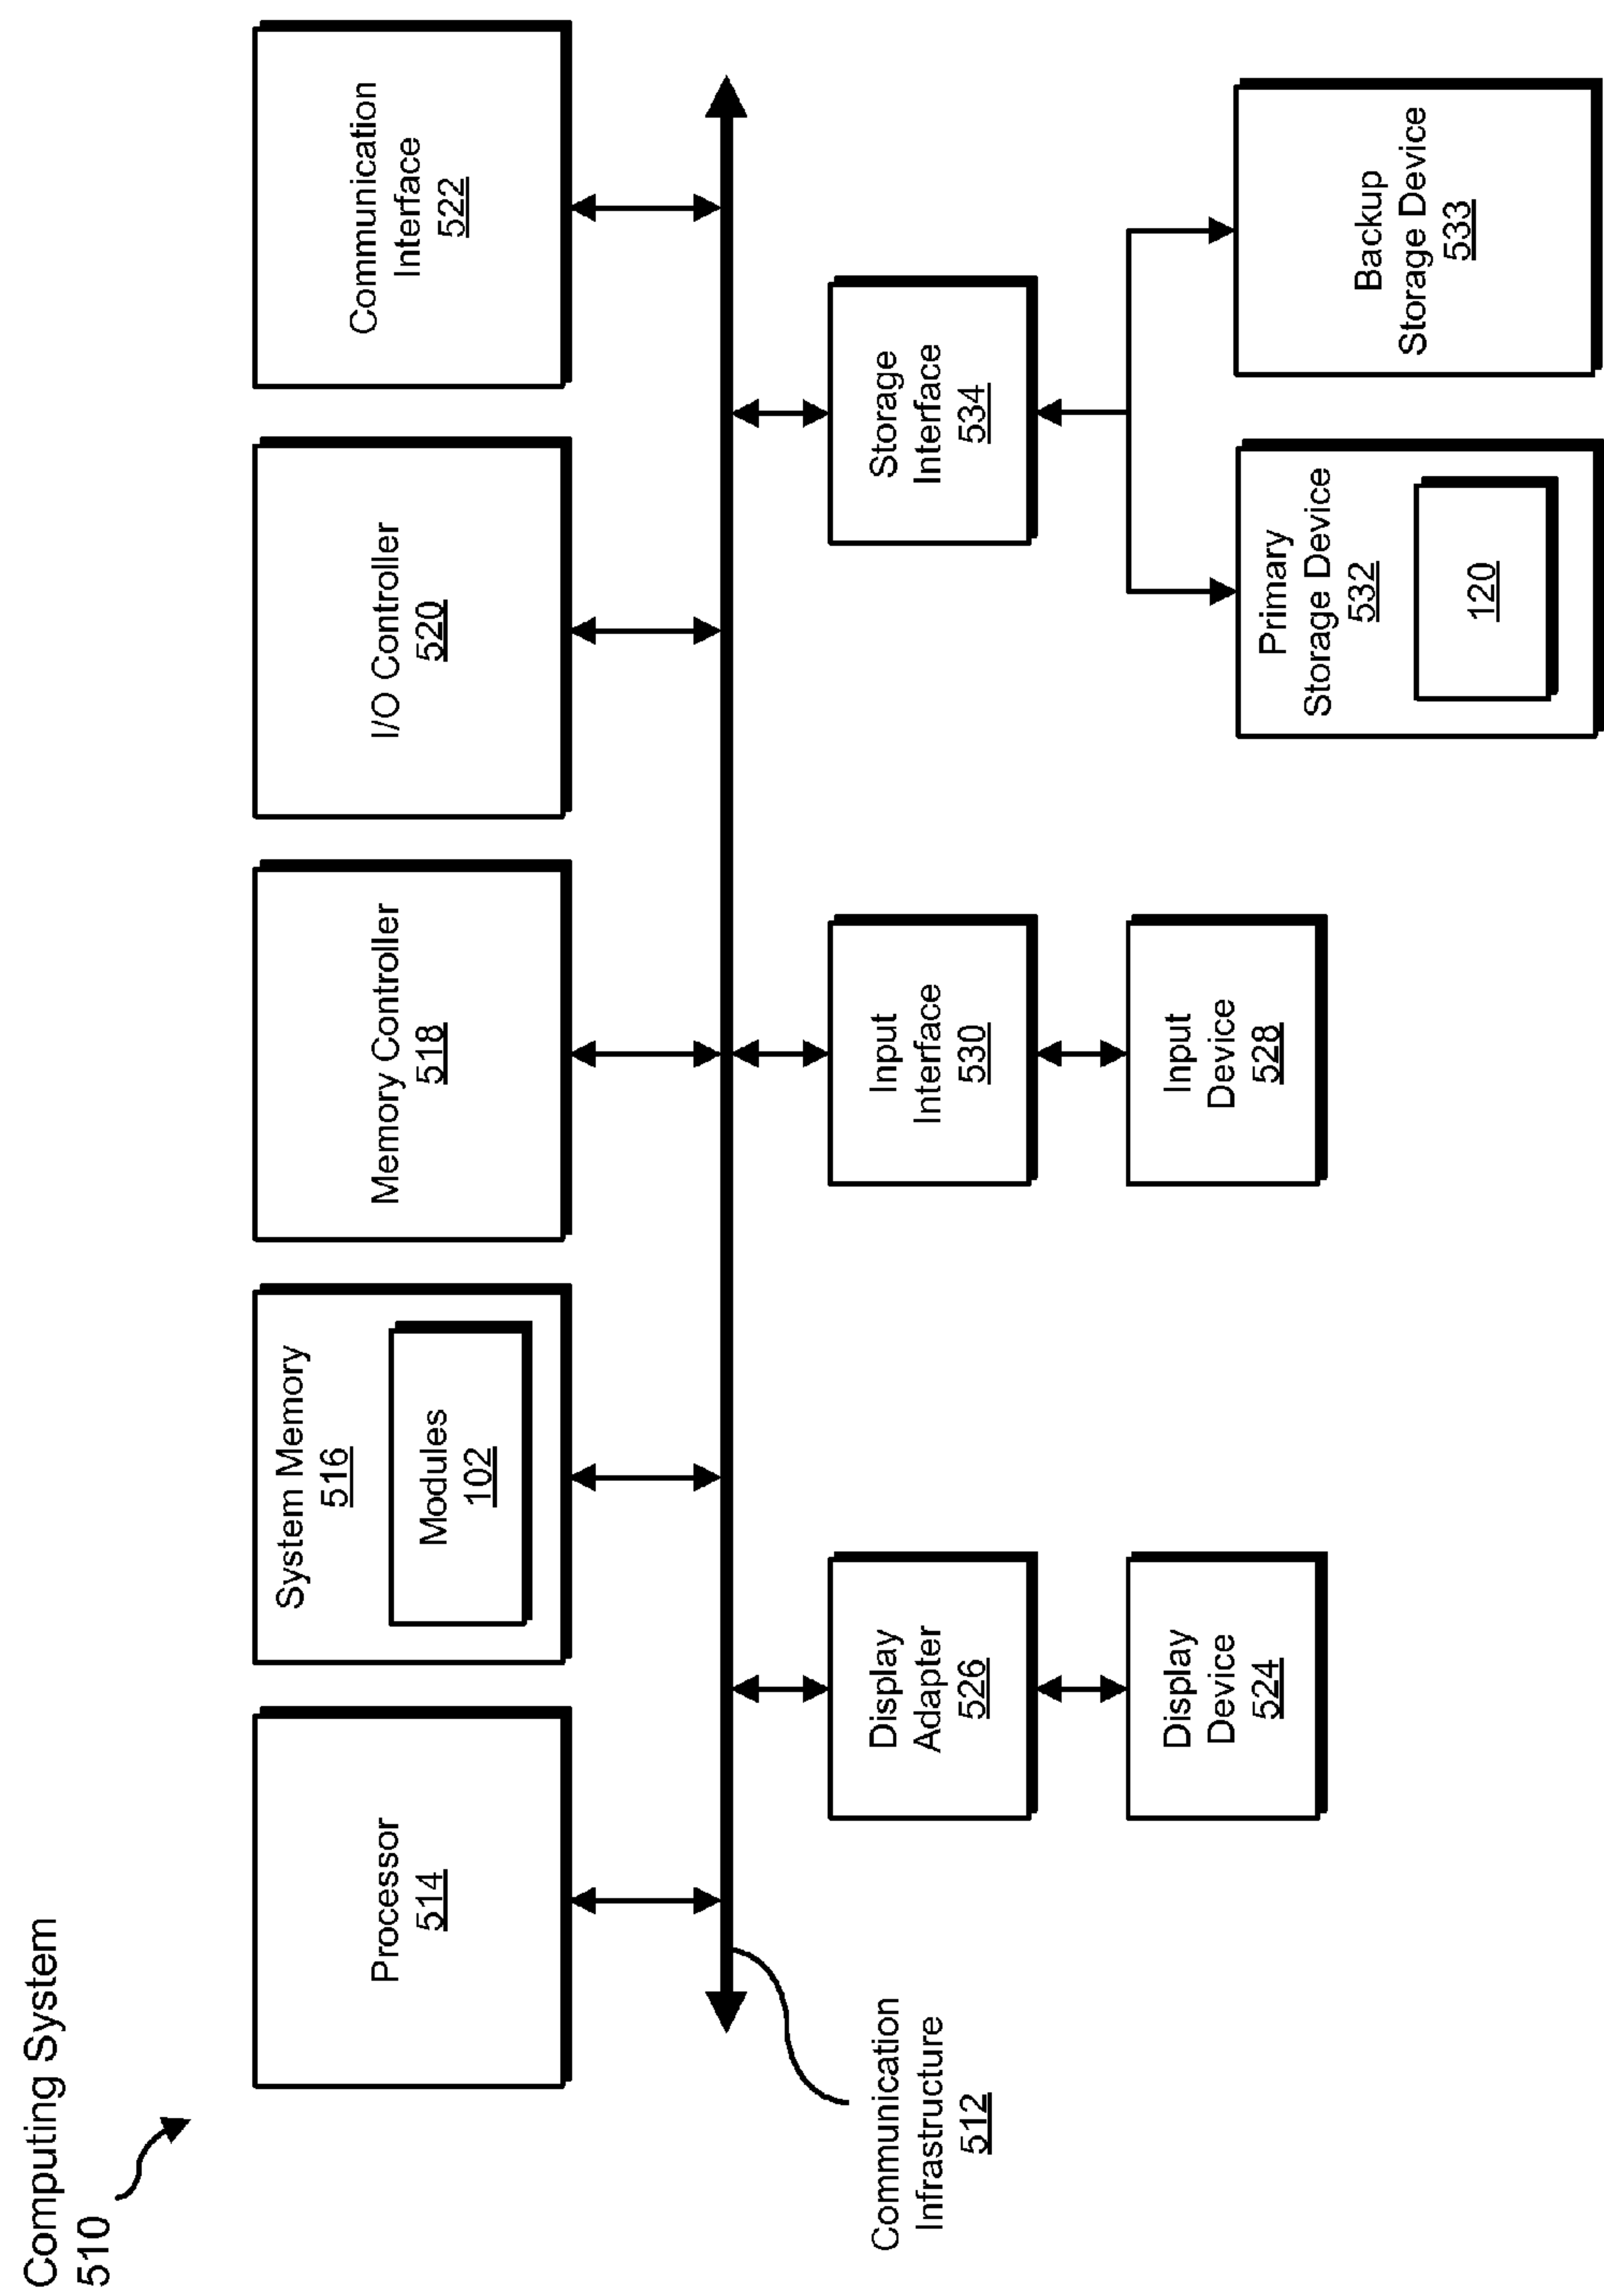 Computing System
510
Processor
514
System Memory
516
Modules
102
Memory Controller
518
I/O Controller
520
Communication
Interface
522
Communication
Infrastructure
512
Display
Adapter
526
Input
Interface
530
Storage
Interface
534
Display
Device
524
Input
Device
528
Primary
Storage Device
532
120
Backup
Storage Device
533